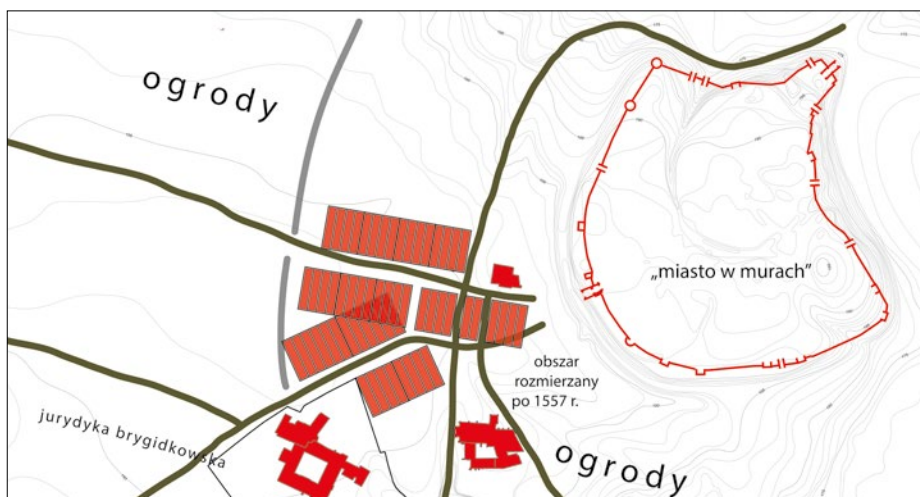 ogrody
„miasto w murach”
obszar
rozmierzany
po 1557 r.
jurydyka brygidkowska
ogrody